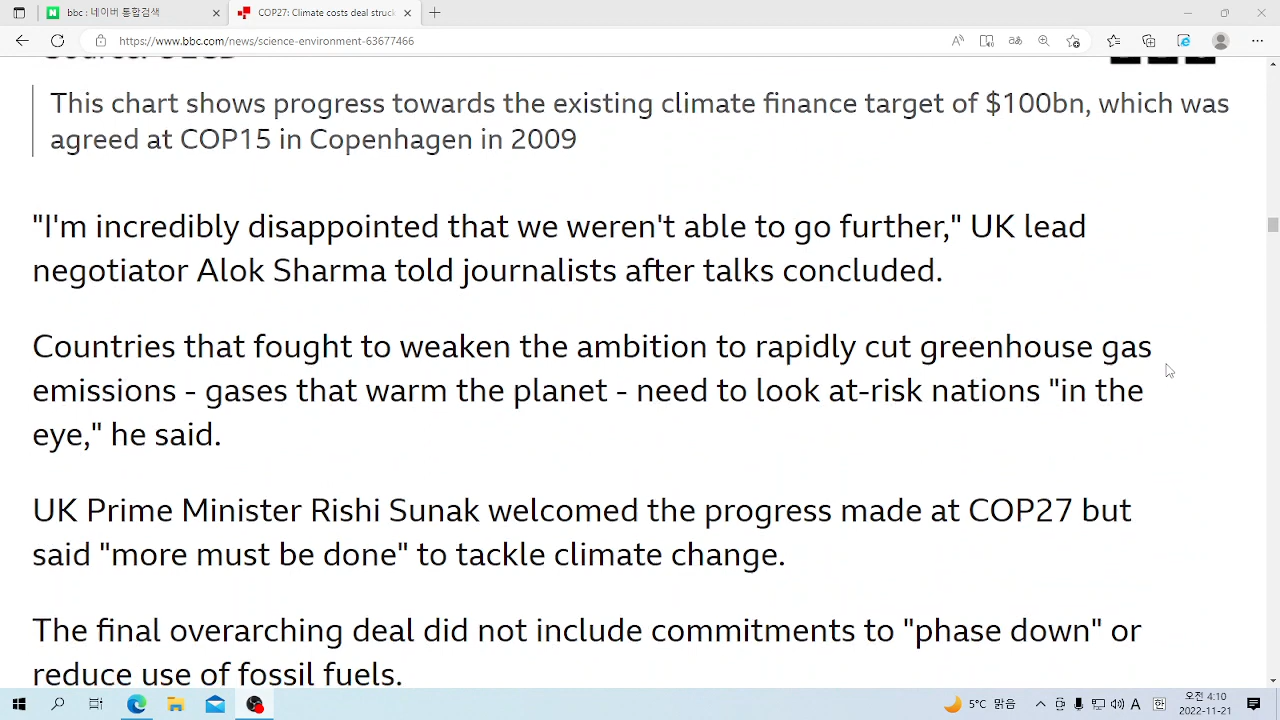 bbc : 네이버 통합검색
COP27: Climate costs deal struck
https://www.bbc.com/news/science-environment-63677466
This chart shows progress towards the existing climate finance target of $100bn, which was
agreed at COP15 in Copenhagen in 2009
"I'm incredibly disappointed that we weren't able to go further," UK lead
negotiator Alok Sharma told journalists after talks concluded.
Countries that fought to weaken the ambition to rapidly cut greenhouse gas
emissions - gases that warm the planet - need to look at-risk nations "in the
eye," he said.
UK Prime Minister Rishi Sunak welcomed the progress made at COP27 but
said "more must be done" to tackle climate change.
The final overarching deal did not include commitments to "phase down" or
reduce use of fossil fuels.
5°C 맑음
A
오전 4:10
2022-11-21